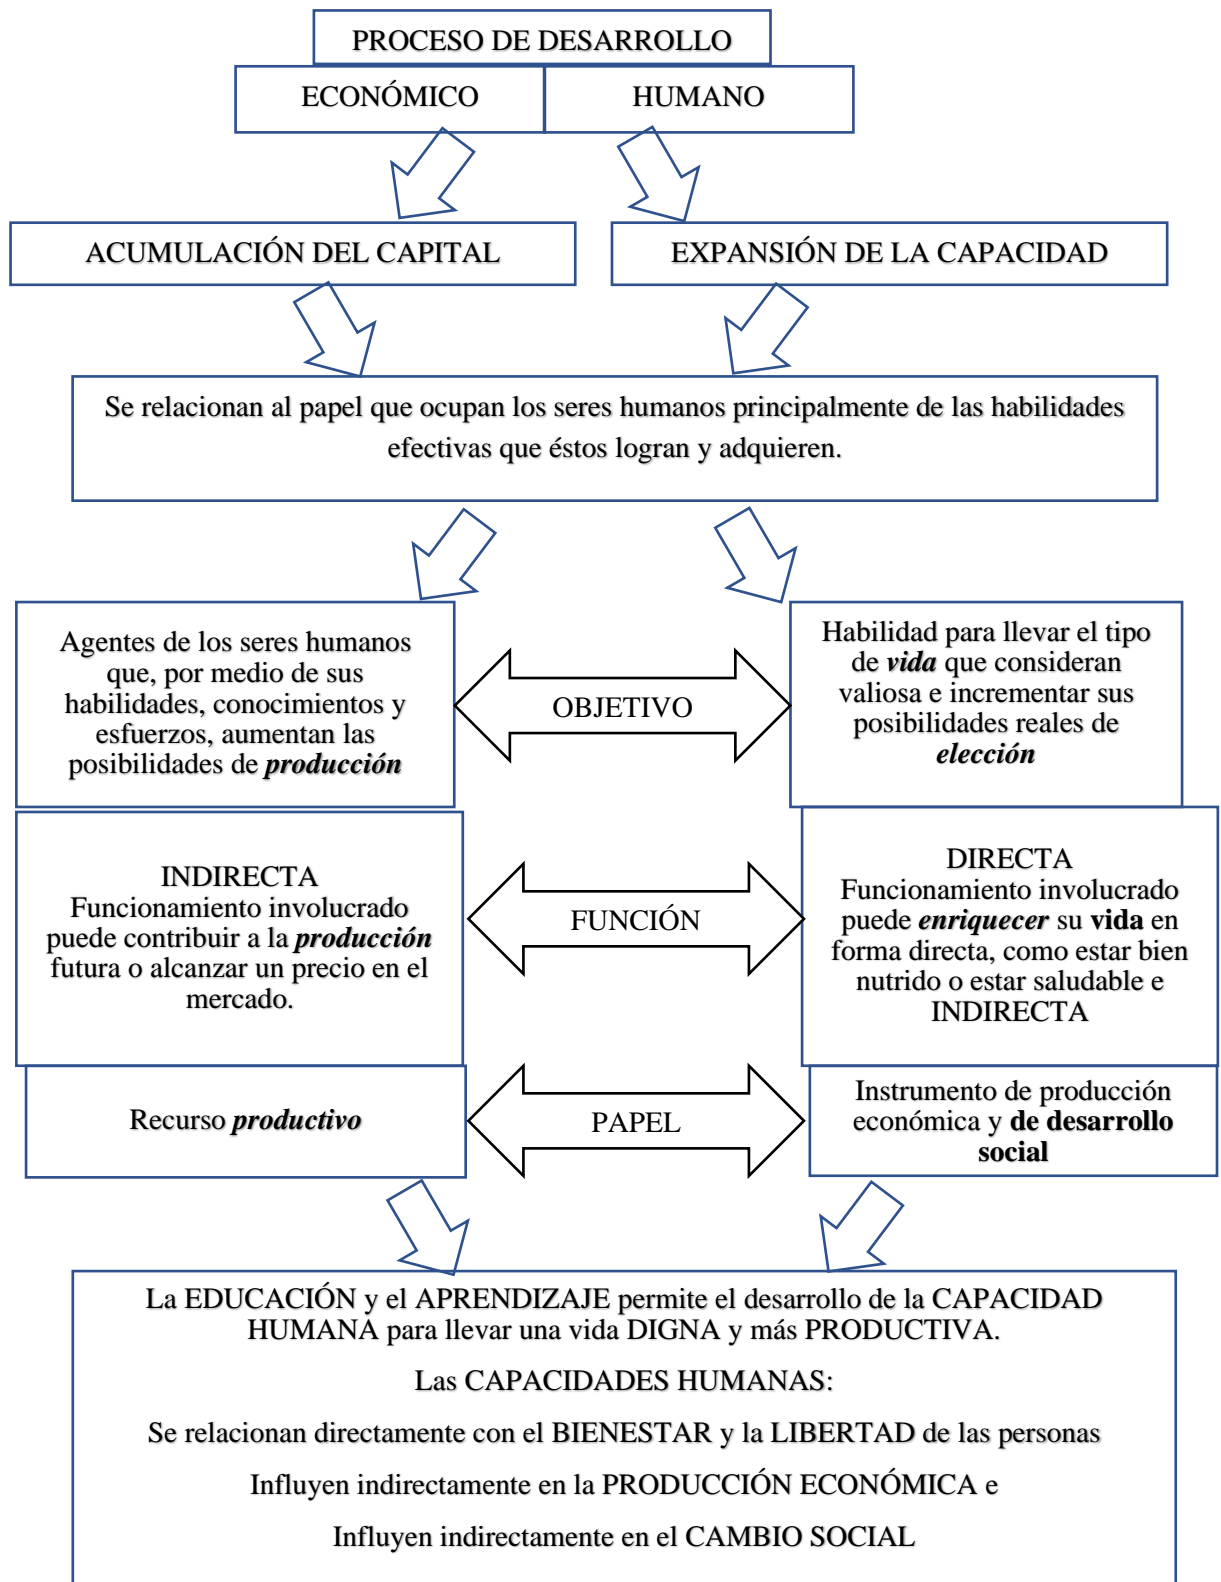 PROCESO DE DESARROLLO
ECONÓMICO
HUMANO
ACUMULACIÓN DEL CAPITAL
EXPANSIÓN DE LA CAPACIDAD
Se relacionan al papel que ocupan los seres humanos principalmente de las habilidades
efectivas que éstos logran y adquieren.
Agentes de los seres humanos
que, por medio de sus
habilidades, conocimientos y
esfuerzos, aumentan las
posibilidades de producción
OBJETIVO
Habilidad para llevar el tipo
de vida que consideran
valiosa e incrementar sus
posibilidades reales de
elección
INDIRECTA
Funcionamiento involucrado
puede contribuir a la producción
futura o alcanzar un precio en el
mercado.
FUNCIÓN
DIRECTA
Funcionamiento involucrado
puede enriquecer su vida en
forma directa, como estar bien
nutrido o estar saludable e
INDIRECTA
Recurso productivo
PAPEL
Instrumento de producción
económica y de desarrollo
social
La EDUCACIÓN y el APRENDIZAJE permite el desarrollo de la CAPACIDAD
HUMANA para llevar una vida DIGNA y más PRODUCTIVA.
Las CAPACIDADES HUMANAS:
Se relacionan directamente con el BIENESTAR y la LIBERTAD de las personas
Influyen indirectamente en la PRODUCCIÓN ECONÓMICA e
Influyen indirectamente en el CAMBIO SOCIAL